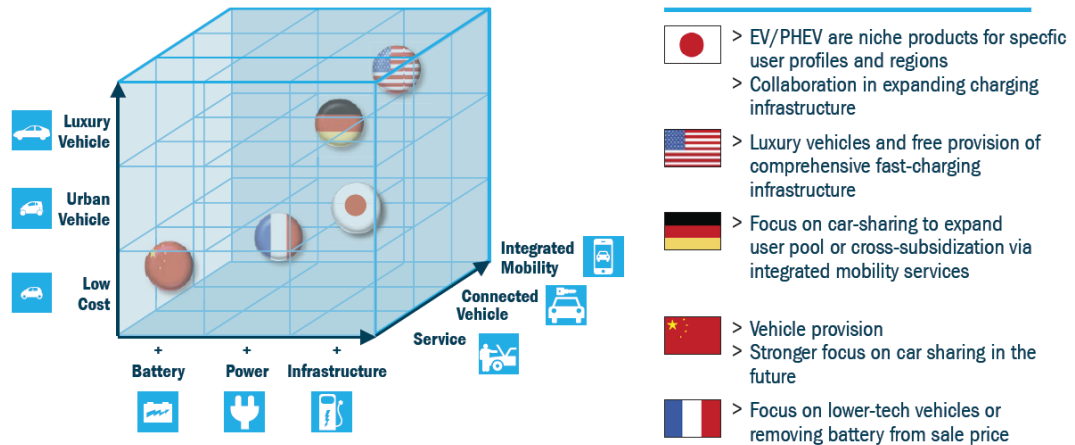 Luxury
Vehicle
Urban
Vehicle
Low
Cost
+
Battery
+
Power
+
Infrastructure
Service
Connected
Vehicle
Integrated
Mobility
> EV/PHEV are niche products for specfic
user profiles and regions
> Collaboration in expanding charging
infrastructure
> Luxury vehicles and free provision of
comprehensive fast-charging
infrastructure
> Focus on car-sharing to expand
user pool or cross-subsidization via
integrated mobility services
> Vehicle provision
> Stronger focus on car sharing in the
future
> Focus on lower-tech vehicles or
removing battery from sale price